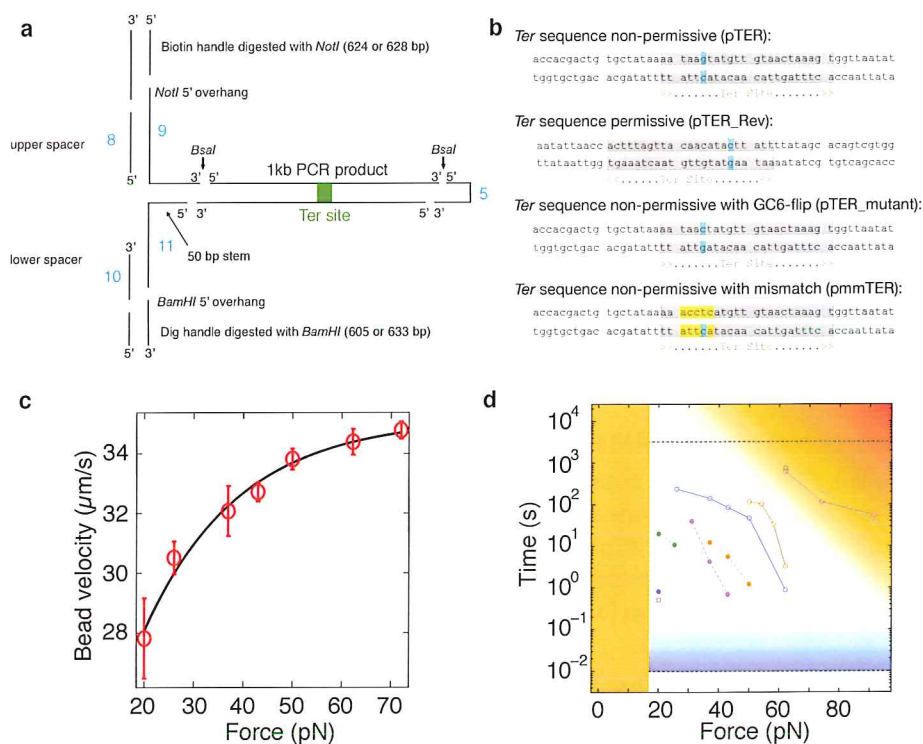 a
3' 5'
Biotin handle digested with NotI (624 or 628 bp)
NotI 5' overhang
8
9
upper spacer
BsaI
BsaI
1kb PCR product
5'
3' 5'
3' 5'
5
Ter site
5' 3'
5' 3'
50 bp stem
11
3'
10
lower spacer
BamHI 5' overhang
Dig handle digested with BamHI (605 or 633 bp)
5' 3'
b
Ter sequence non-permissive (pTER):
accacgactg tgctataaaa ataagtatgt tgtaactaaag tggttaatat
tggtgctgac acgatatttt attcatacaa cattgatttc accaattata
>>.......Ter Site.......>>
Ter sequence permissive (pTER_Rev):
aatattaacc actttagtta caacatactt attttatagc acagtcgtgg
ttataattgg tgaaatcaat gttgtatgaa taaaatatcg tgtcagcacc
Ter Site
Ter sequence non-permissive with GC6-flip (pTER_mutant):
accacgactg tgctataaaa ataactatgt tgtaactaaag tggttaatat
tggtgctgac acgatatttt attgatacaa cattgatttc accaattata
>>.......Ter Site.......>>
Ter sequence non-permissive with mismatch (pmmTER):
accacgactg tgctataaaa acctcatgtt gtaactaaag tggttaatat
tggtgctgac acgatatttt attcatacaa cattgatttc accaattata
>>.......Ter Site.......>>
c
Bead velocity (µm/s)
34
32
30
28
20 30 40 50 60 70
Force (pN)
d
Time (s)
10⁴
10³
10²
10¹
10⁰
10⁻¹
10⁻²
0 20 40 60 80
Force (pN)